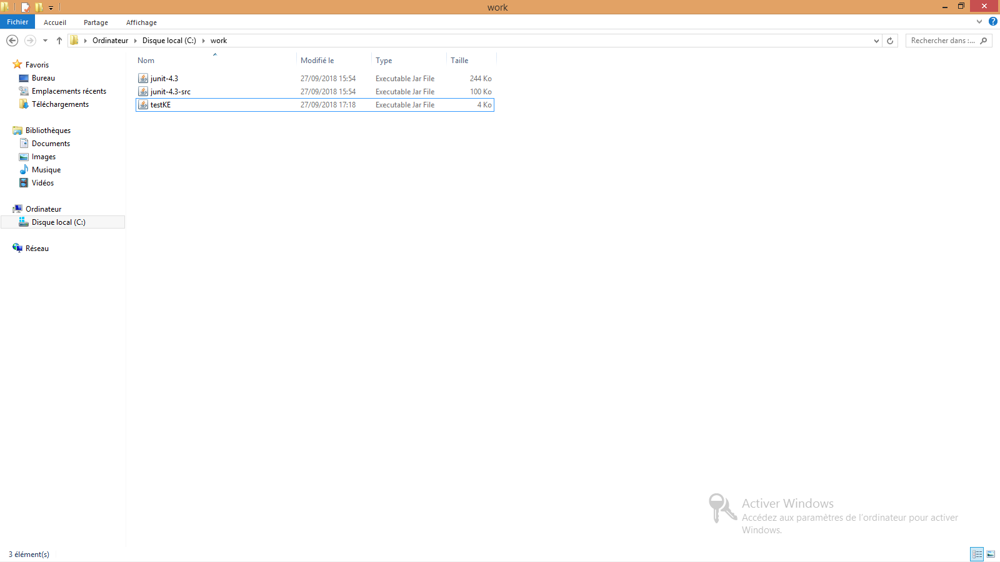 work
Fichier Accueil Partage Affichage
Ordinateur Disque local (C:) work Rechercher dans :...
Nom Modifié le Type Taille
junit-4.3 27/09/2018 15:54 Executable Jar File 244 Ko
junit-4.3-src 27/09/2018 15:54 Executable Jar File 100 Ko
testKE 27/09/2018 17:18 Executable Jar File 4 Ko
Favoris
Bureau
Emplacements récents
Téléchargements
Bibliothèques
Documents
Images
Musique
Vidéos
Ordinateur
Disque local (C:)
Réseau
Activer Windows
Accédez aux paramètres de l'ordinateur pour activer
Windows.
3 élément(s)